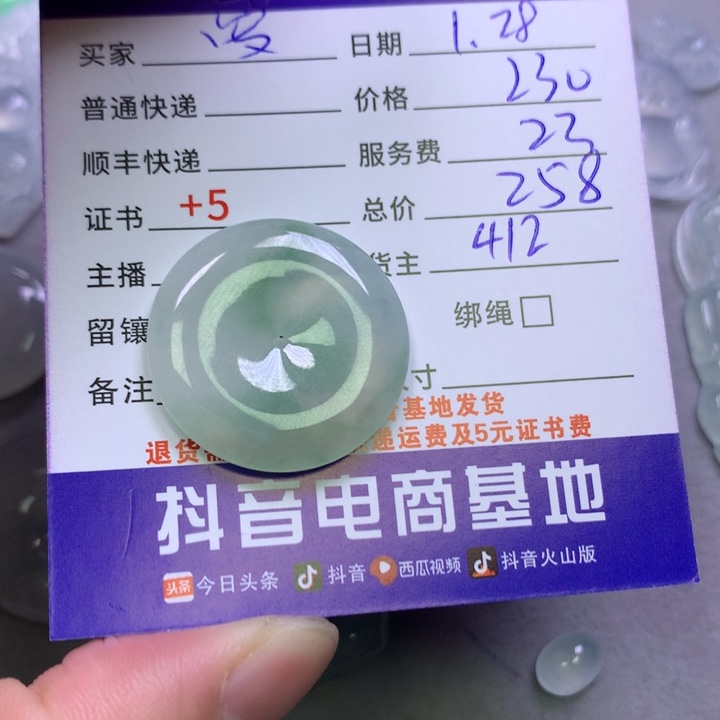 买家 日期 1.28
普通快递 价格 230
顺丰快递 服务费 23
证书 +5 总价 258
主播 货主 412
留镶 绑绳
备注 寸
基地发货
退货 递运费及5元证书费
抖音电商基地
头条 今日头条 抖音 西瓜视频 抖音火山版